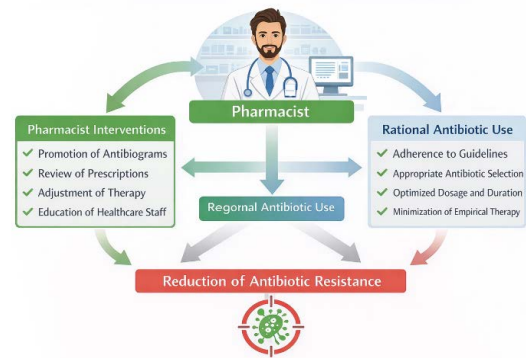 Pharmacist
Pharmacist Interventions
✓ Promotion of Antibiograms
✓ Review of Prescriptions
✓ Adjustment of Therapy
✓ Education of Healthcare Staff
Regornal Antibiotic Use
Rational Antibiotic Use
✓ Adherence to Guidelines
✓ Appropriate Antibiotic Selection
✓ Optimized Dosage and Duration
✓ Minimization of Empirical Therapy
Reduction of Antibiotic Resistance